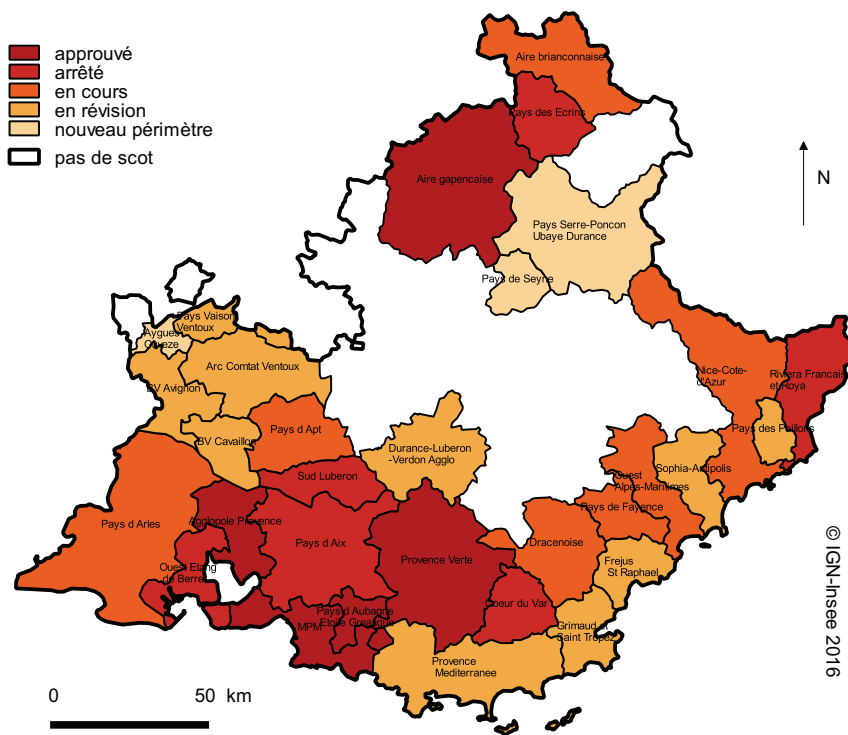 approuvé
arrêté
en cours
en révision
nouveau périmètre
pas de scot
Aire brianconnaise
Pays des Ecrins
N
Aire gapencaise
Pays Serre-Poncon
Ubaye Durance
Pays de Seyne
Pays Vaison
Ventoux
Aygues
Ouveze
Arc Comtat Ventoux
BV Avignon
Nice-Cote-
d'Azur
Riviera Francaise
et Roya
Pays des Paillons
BV Cavaillon
Pays d Apt
Durance-Luberon
-Verdon Agglo
Sophia-Antipolis
Ouest
Alpes-Maritimes
Sud Luberon
Pays d Arles
Agglopole Provence
Pays de Fayence
Pays d Aix
Dracenoise
Provence Verte
Ouest Etang
de Berre
Frejus
St Raphael
Coeur du Var
Pays d Aubagne
Etoile Greasque
MPM
Grimaud et
Saint Tropez
Provence
Mediterranee
0 50 km
© IGN-Insee 2016